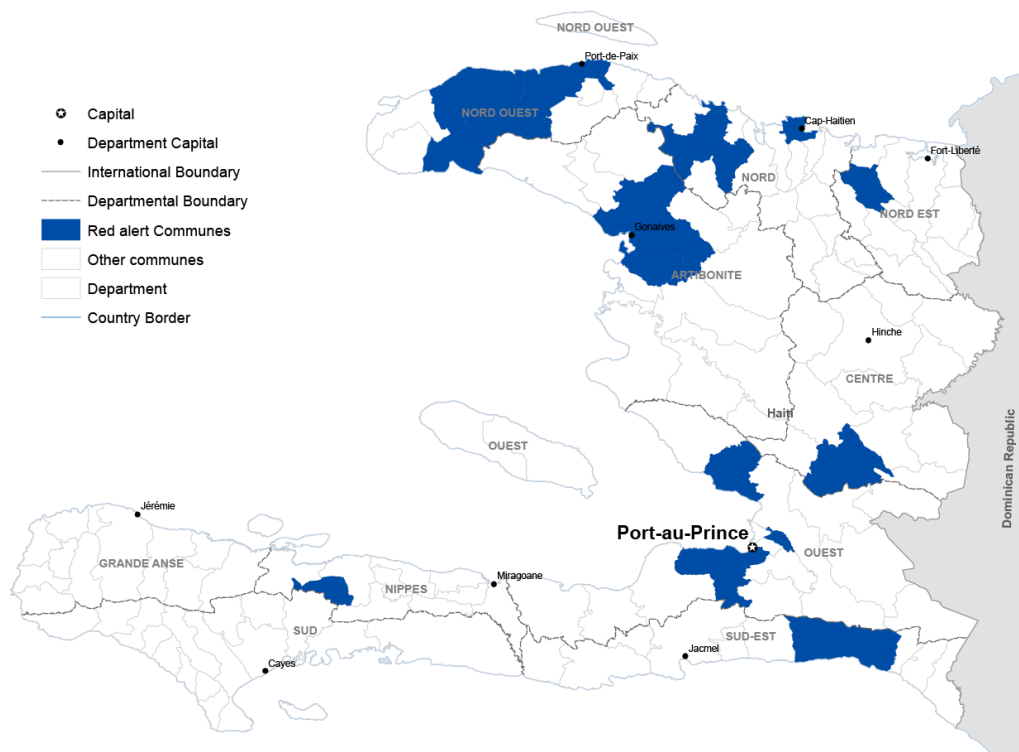 NORD OUEST
Port-de-Paix
Capital
Department Capital
International Boundary
Departmental Boundary
Red alert Communes
Other communes
Department
Country Border
NORD OUEST
Cap-Haitien
Fort-Liberté
NORD
NORD EST
Gonaives
ARTIBONITE
Hinche
CENTRE
Haiti
OUEST
Dominican Republic
Jérémie
Port-au-Prince
OUEST
GRANDE ANSE
Miragoane
NIPPES
SUD
SUD-EST
Jacmel
Cayes